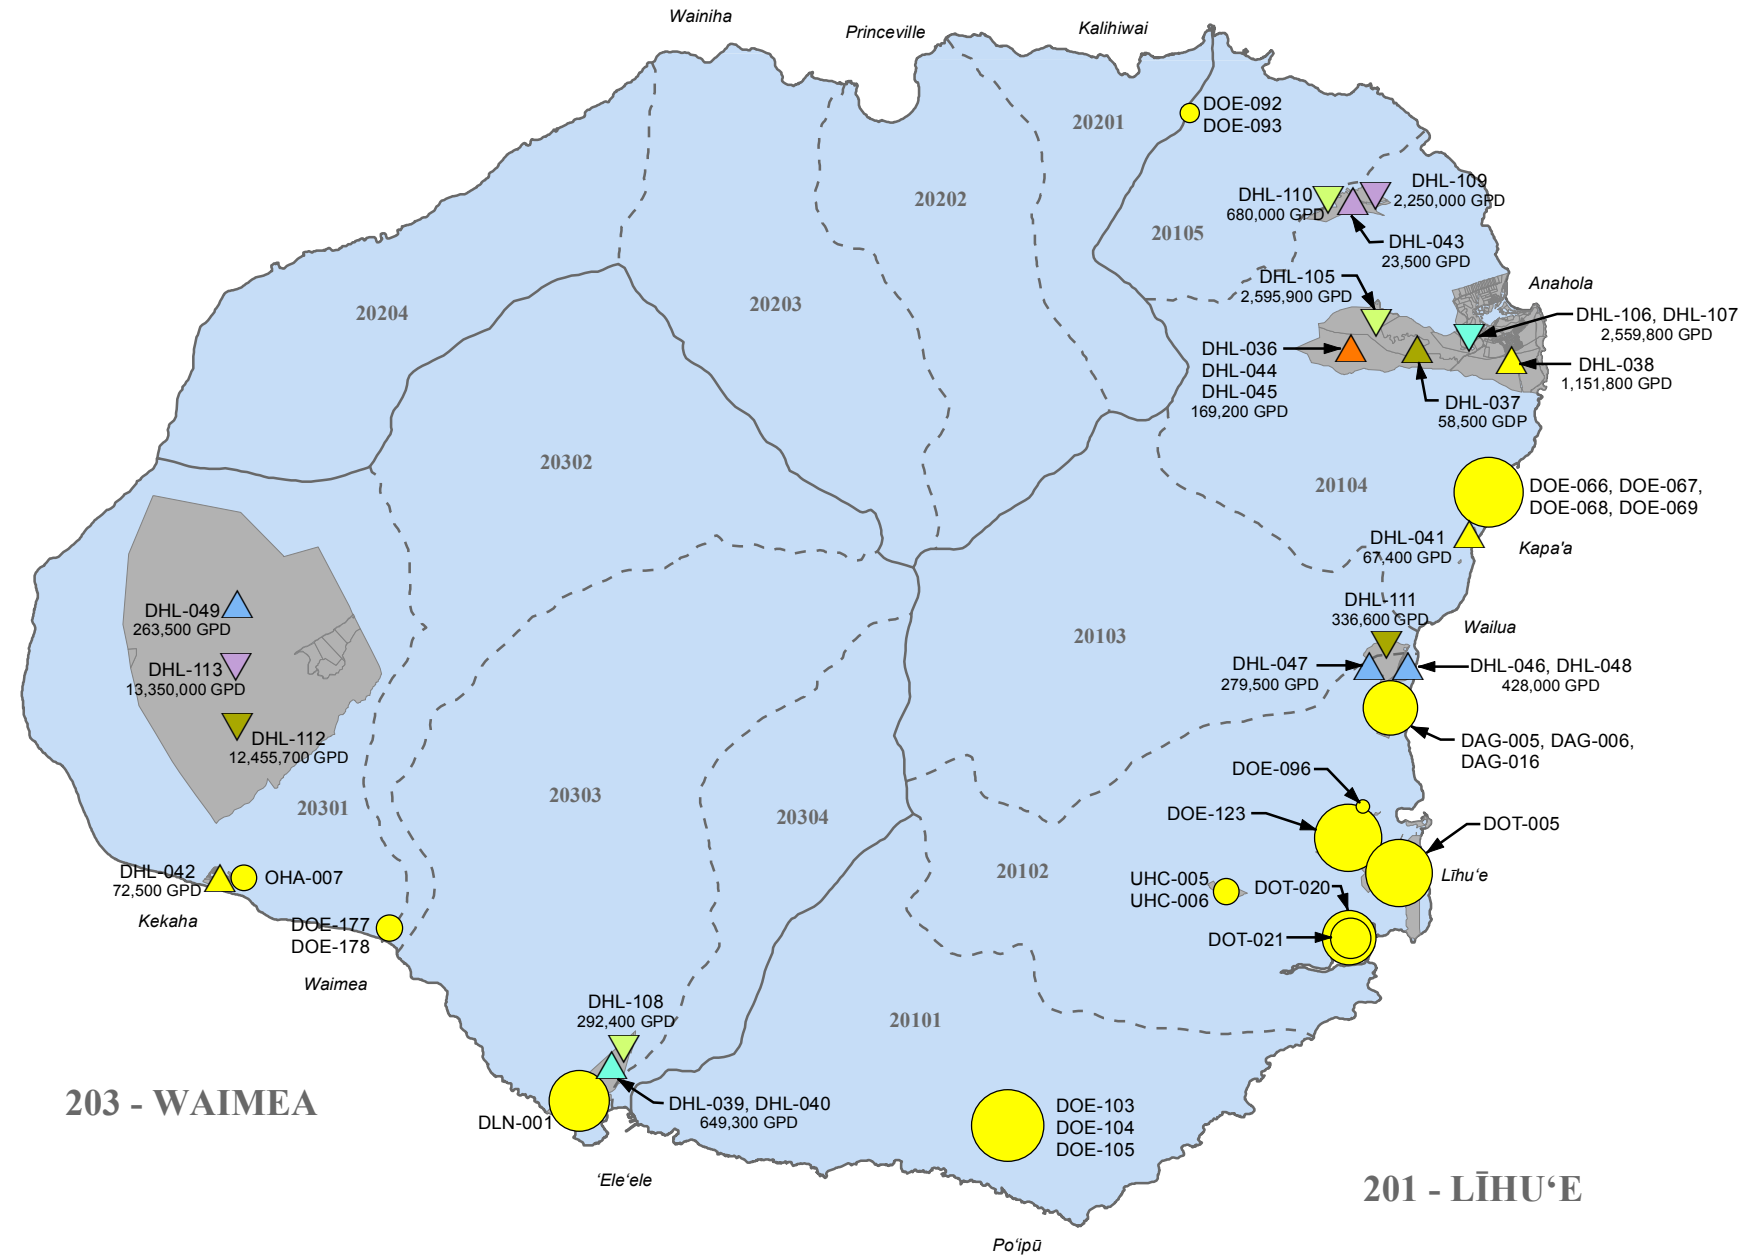 Wainiha
Princeville
Kalihiwai
DOE-092
DOE-093
20201
20202
20105
DHL-110
680,000 GPD
DHL-109
2,250,000 GPD
DHL-043
23,500 GPD
DHL-105
2,595,900 GPD
Anahola
DHL-106, DHL-107
2,559,800 GPD
20204
20203
DHL-036
DHL-044
DHL-045
169,200 GPD
DHL-038
1,151,800 GPD
DHL-037
58,500 GDP
20302
20104
DOE-066, DOE-067,
DOE-068, DOE-069
DHL-041
67,400 GPD
Kapa'a
DHL-049
263,500 GPD
DHL-111
336,600 GPD
Wailua
20103
DHL-113
13,350,000 GPD
DHL-047
279,500 GPD
DHL-046, DHL-048
428,000 GPD
DHL-112
12,455,700 GPD
DAG-005, DAG-006,
DAG-016
DOE-096
20301
20303
20304
DOE-123
DOT-005
DHL-042
72,500 GPD
OHA-007
20102
UHC-005
UHC-006
DOT-020
Līhu‘e
Kekaha
DOE-177
DOE-178
DOT-021
Waimea
DHL-108
292,400 GPD
20101
203 - WAIMEA
DLN-001
DHL-039, DHL-040
649,300 GPD
DOE-103
DOE-104
DOE-105
‘Ele‘ele
201 - LĪHU‘E
Po‘ipū